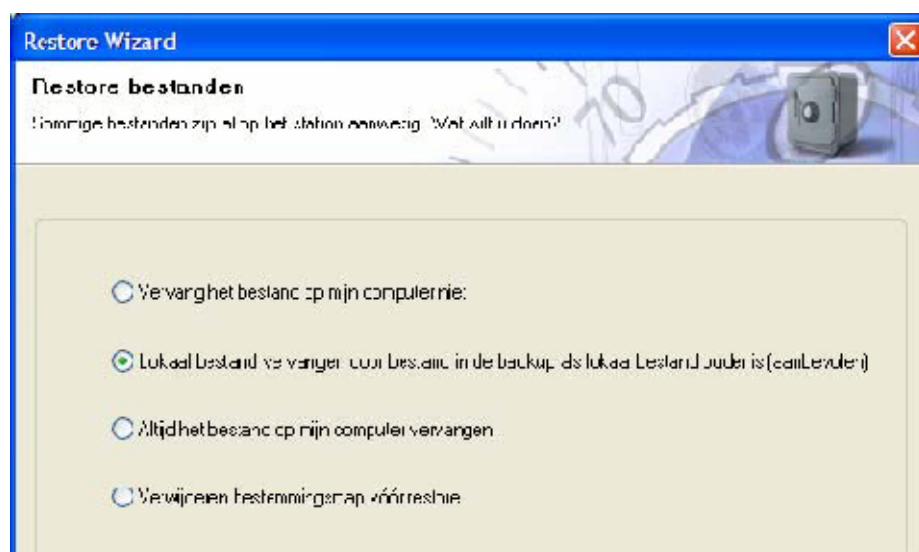 Restore Wizard
Restore bestanden
Sommige bestanden zijn al op het station aanwezig. Wat wilt u doen?
Vervang het bestand op mijn computer niet
Lokaal bestand vervangen door bestand in de backup als lokaal bestand ouder is (aanbevolen)
Altijd het bestand op mijn computer vervangen
Verwijderen bestemmingsmap vóór restore